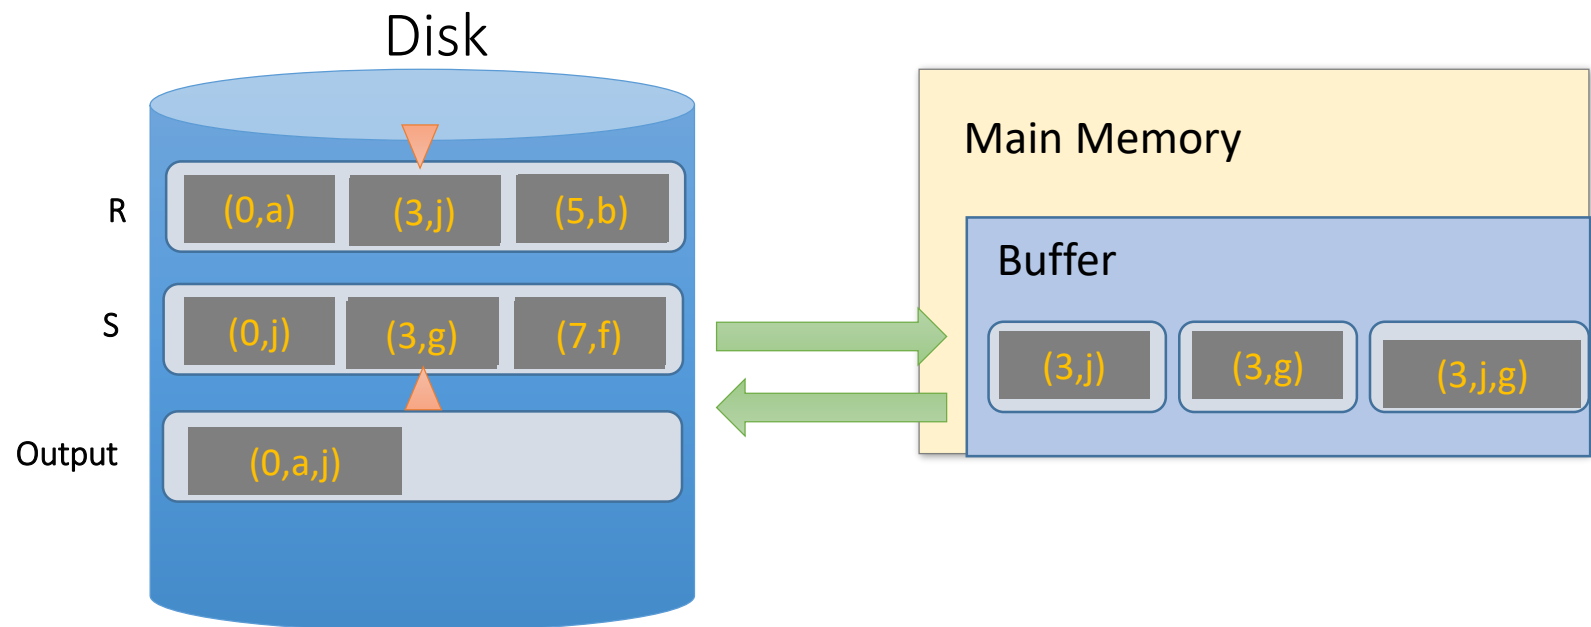 Disk
Main Memory
R
(0,a) (3,j) (5,b)
Buffer
S
(0,j) (3,g) (7,f)
(3,j) (3,g) (3,j,g)
Output
(0,a,j)